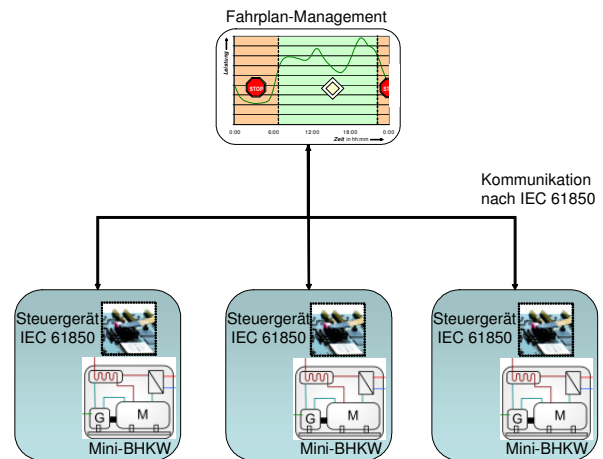 Fahrplan-Management
Leistung
STOP
ST
0:00 6:00 12:00 18:00 0:00
Zeit in hh:mm
Kommunikation
nach IEC 61850
Steuergerät
IEC 61850
G
M
Mini-BHKW
Steuergerät
IEC 61850
G
M
Mini-BHKW
Steuergerät
IEC 61850
G
M
Mini-BHKW